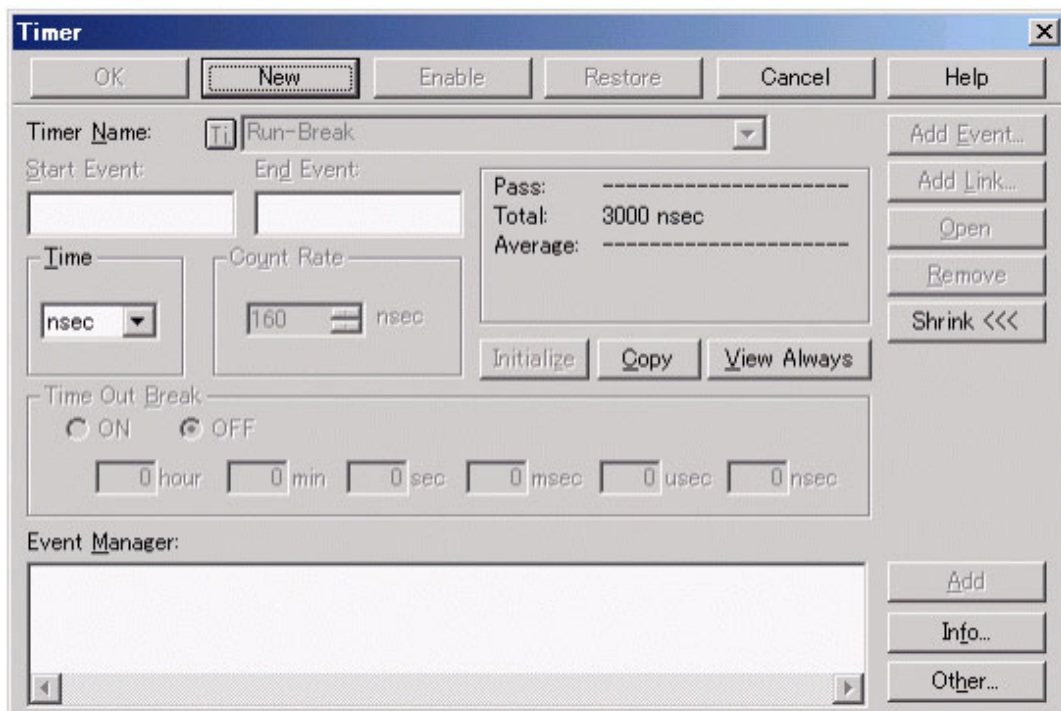 Timer
OK New Enable Restore Cancel Help
Timer Name: Ti Run-Break Add Event...
Start Event: End Event: Add Link...
Pass: --------------------
Total: 3000 nsec
Average: --------------------
Open
Time Count Rate Remove
nsec 160 nsec Shrink <<<
Initialize Copy View Always
Time Out Break
ON OFF
0 hour 0 min 0 sec 0 msec 0 usec 0 nsec
Event Manager:
Add
Info...
Other...